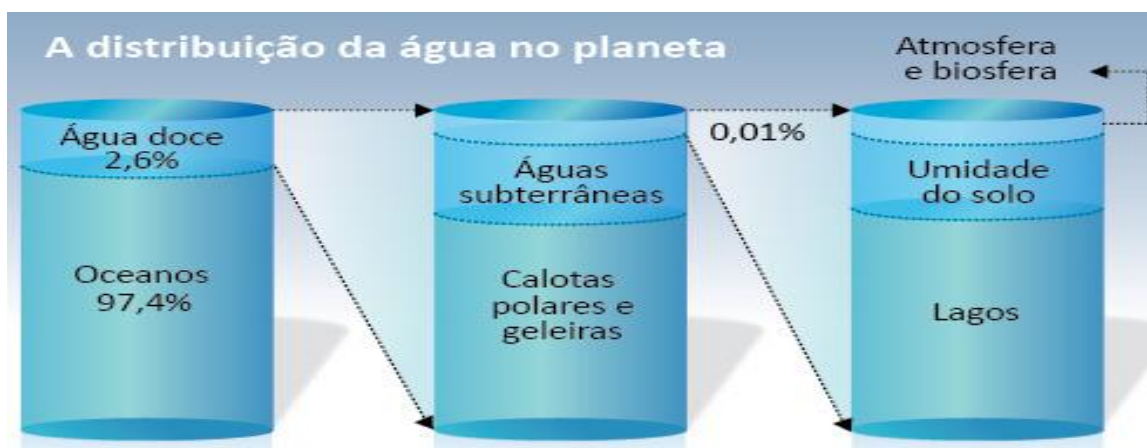 A distribuição da água no planeta
Água doce
2,6%
Oceanos
97,4%
Águas
subterrâneas
Calotas
polares e
geleiras
0,01%
Atmosfera
e biosfera
Umidade
do solo
Lagos